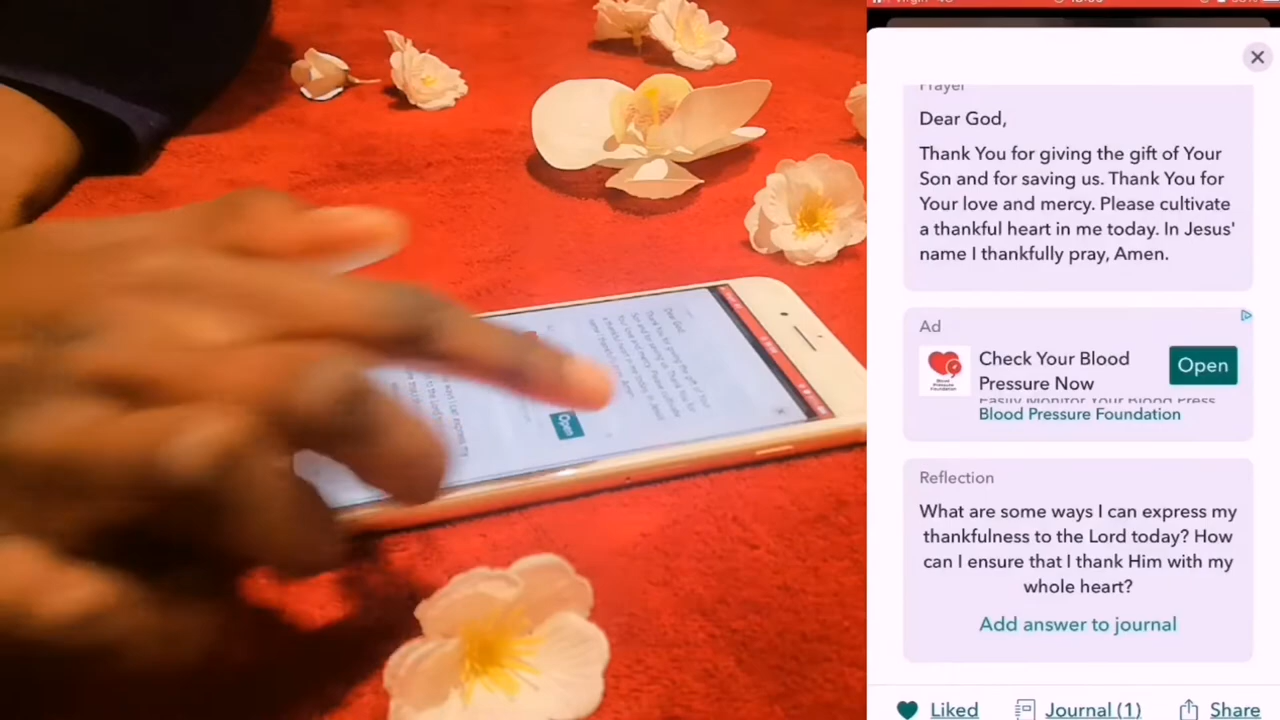 Prayer
Dear God,
Thank You for giving the gift of Your
Son and for saving us. Thank You for
Your love and mercy. Please cultivate
a thankful heart in me today. In Jesus'
name I thankfully pray, Amen.
Ad
Check Your Blood
Pressure Now
Open
Blood Pressure Foundation
Reflection
What are some ways I can express my
thankfulness to the Lord today? How
can I ensure that I thank Him with my
whole heart?
Add answer to journal
Liked
Journal (1)
Share
Dear God,
Open